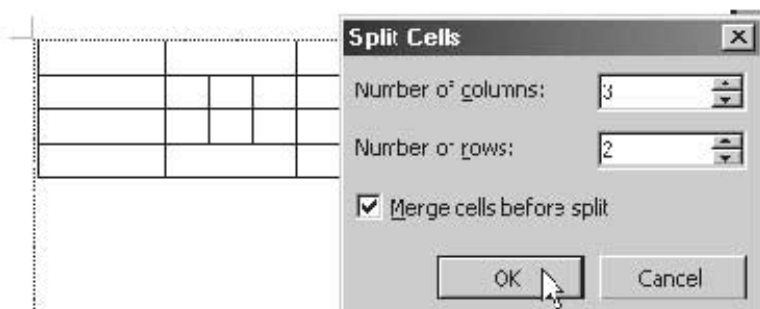 Split Cells
Number of columns:
3
Number of rows:
2
Merge cells before split
OK
Cancel